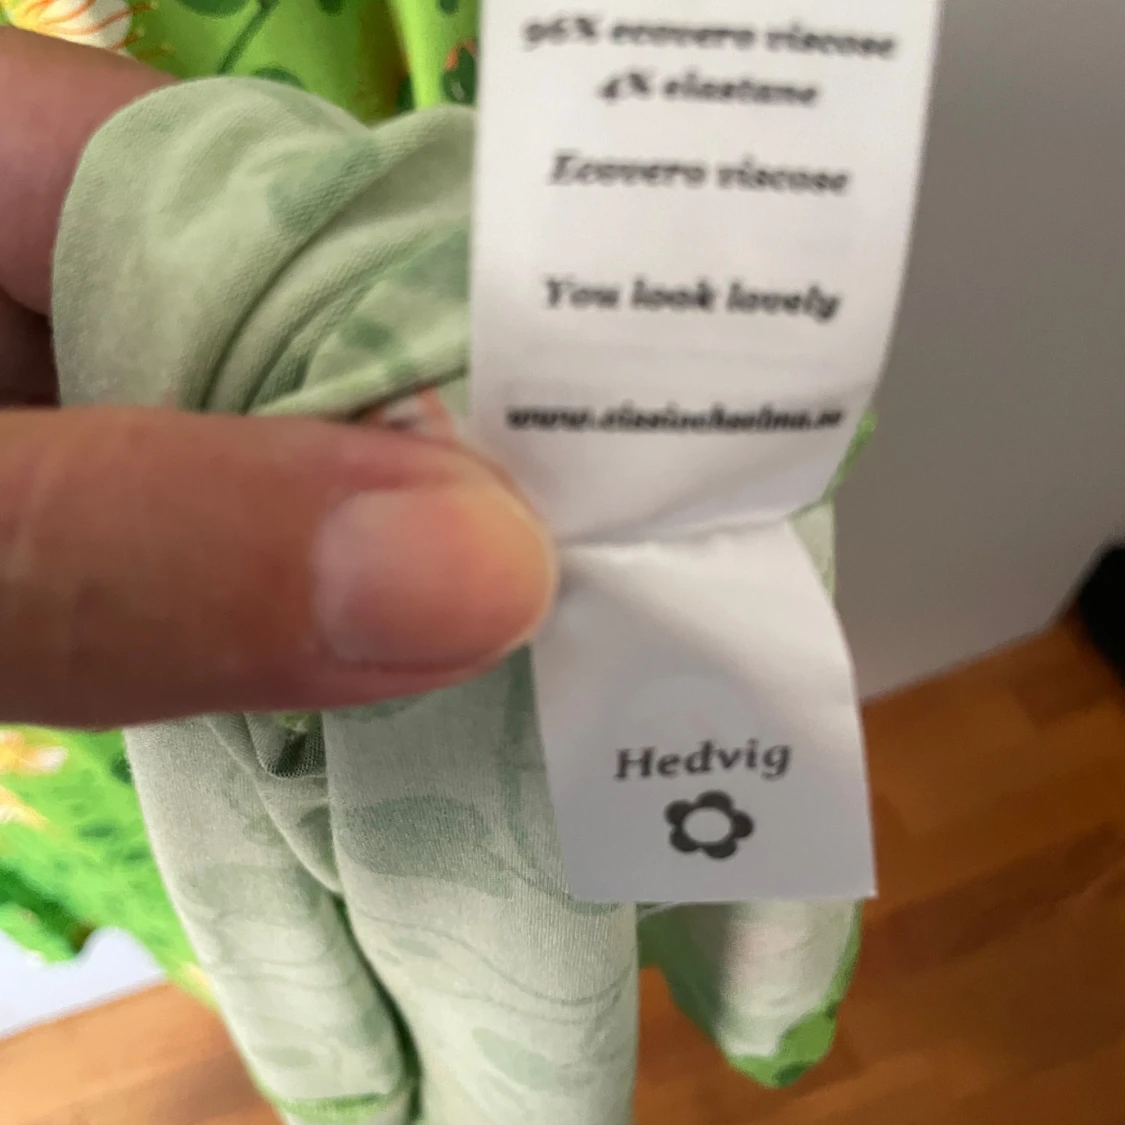 96% ecovero viscose
4% elastane
Ecovero viscose
You look lovely
Hedvig